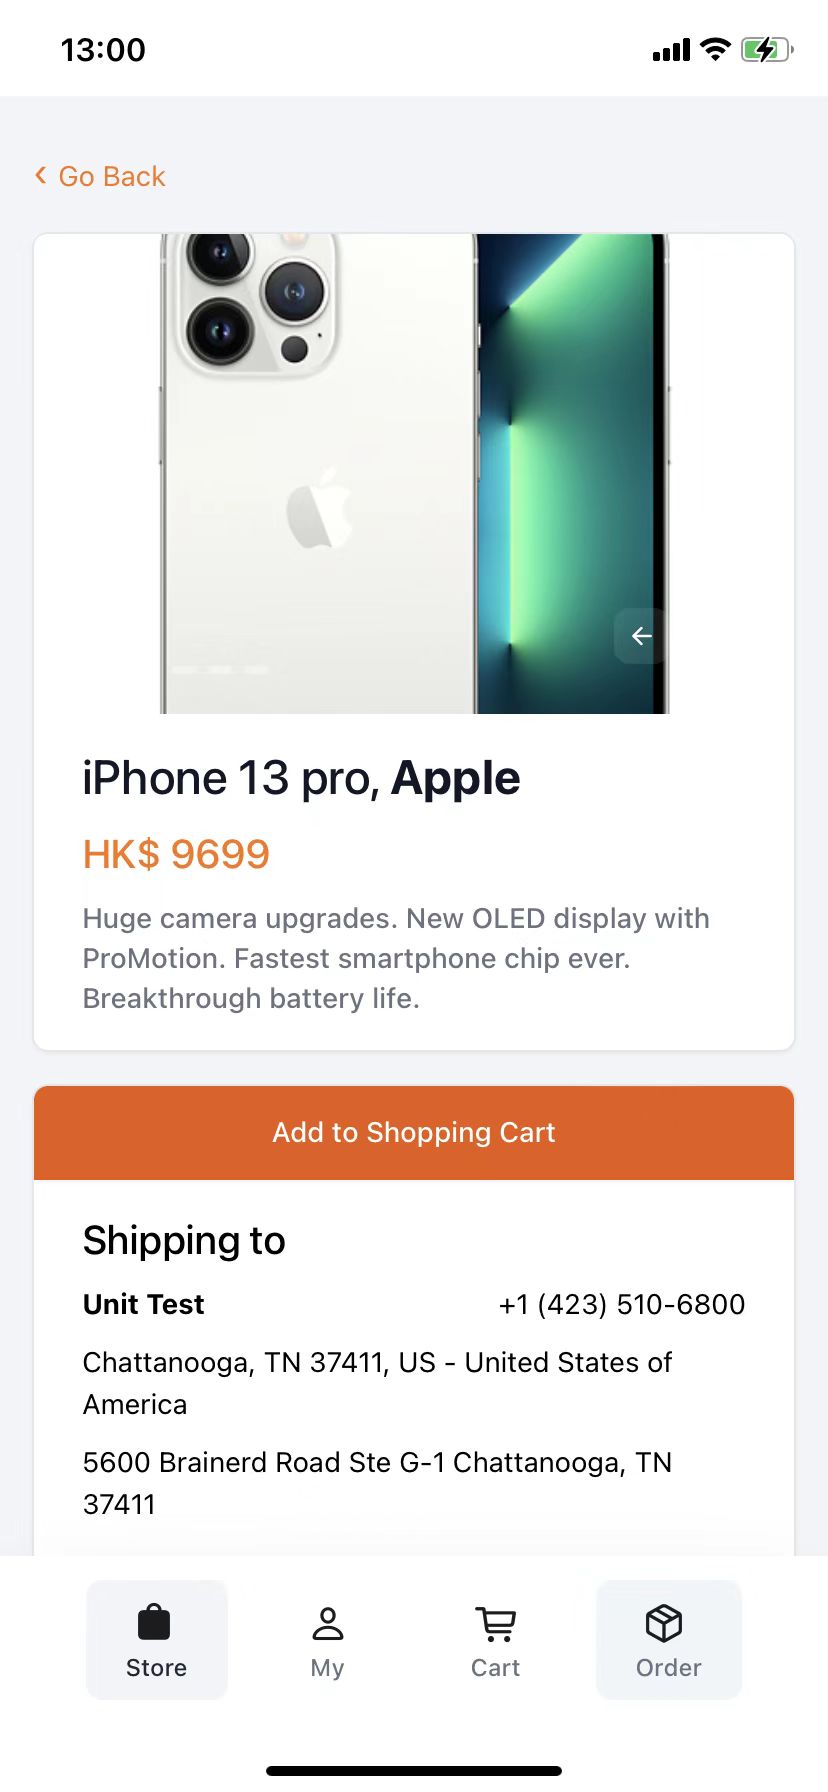 13:00
Go Back
iPhone 13 pro, Apple
HK$ 9699
Huge camera upgrades. New OLED display with
ProMotion. Fastest smartphone chip ever.
Breakthrough battery life.
Add to Shopping Cart
Shipping to
Unit Test +1 (423) 510-6800
Chattanooga, TN 37411, US - United States of
America
5600 Brainerd Road Ste G-1 Chattanooga, TN
37411
Store My Cart Order